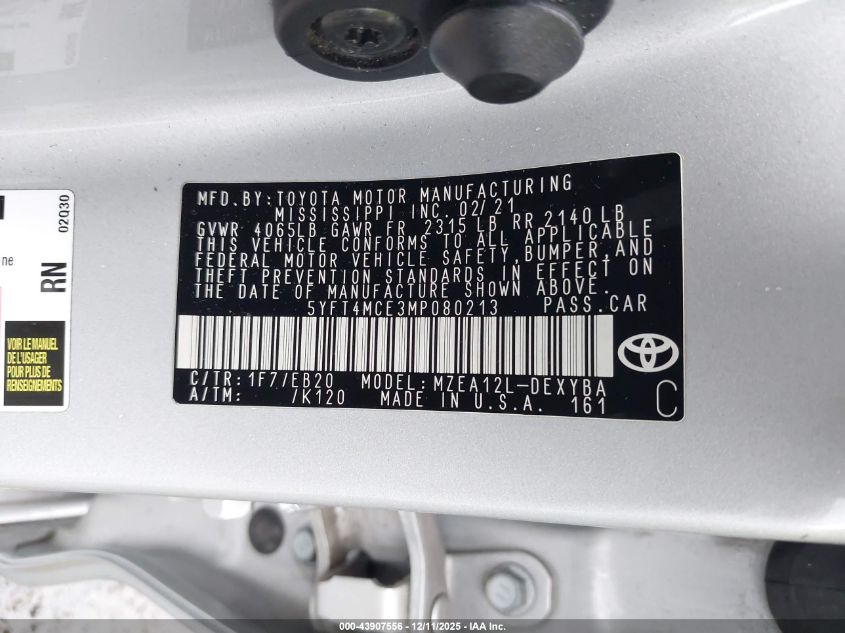 MFD. BY: TOYOTA MOTOR MANUFACTURING
MISSISSIPPI INC. 02/21
GVWR 4065LB GAWR FR 2315 LB RR 2140 LB
THIS VEHICLE CONFORMS TO ALL APPLICABLE
FEDERAL MOTOR VEHICLE SAFETY, BUMPER, AND
THEFT PREVENTION STANDARDS IN EFFECT ON
THE DATE OF MANUFACTURE SHOWN ABOVE.
5YFT4MCE3MP080213 PASS. CAR
C/TR: 1F7/EB20 MODEL: MZEA12L-DEXYBA
A/TM: /K120 MADE IN U.S.A. 161
C
02Q30
RN
ne
VOIR LE MANUEL
DE L'USAGER
POUR PLUS DE
RENSEIGNEMENTS
000-43907556 - 12/11/2025 - IAA Inc.